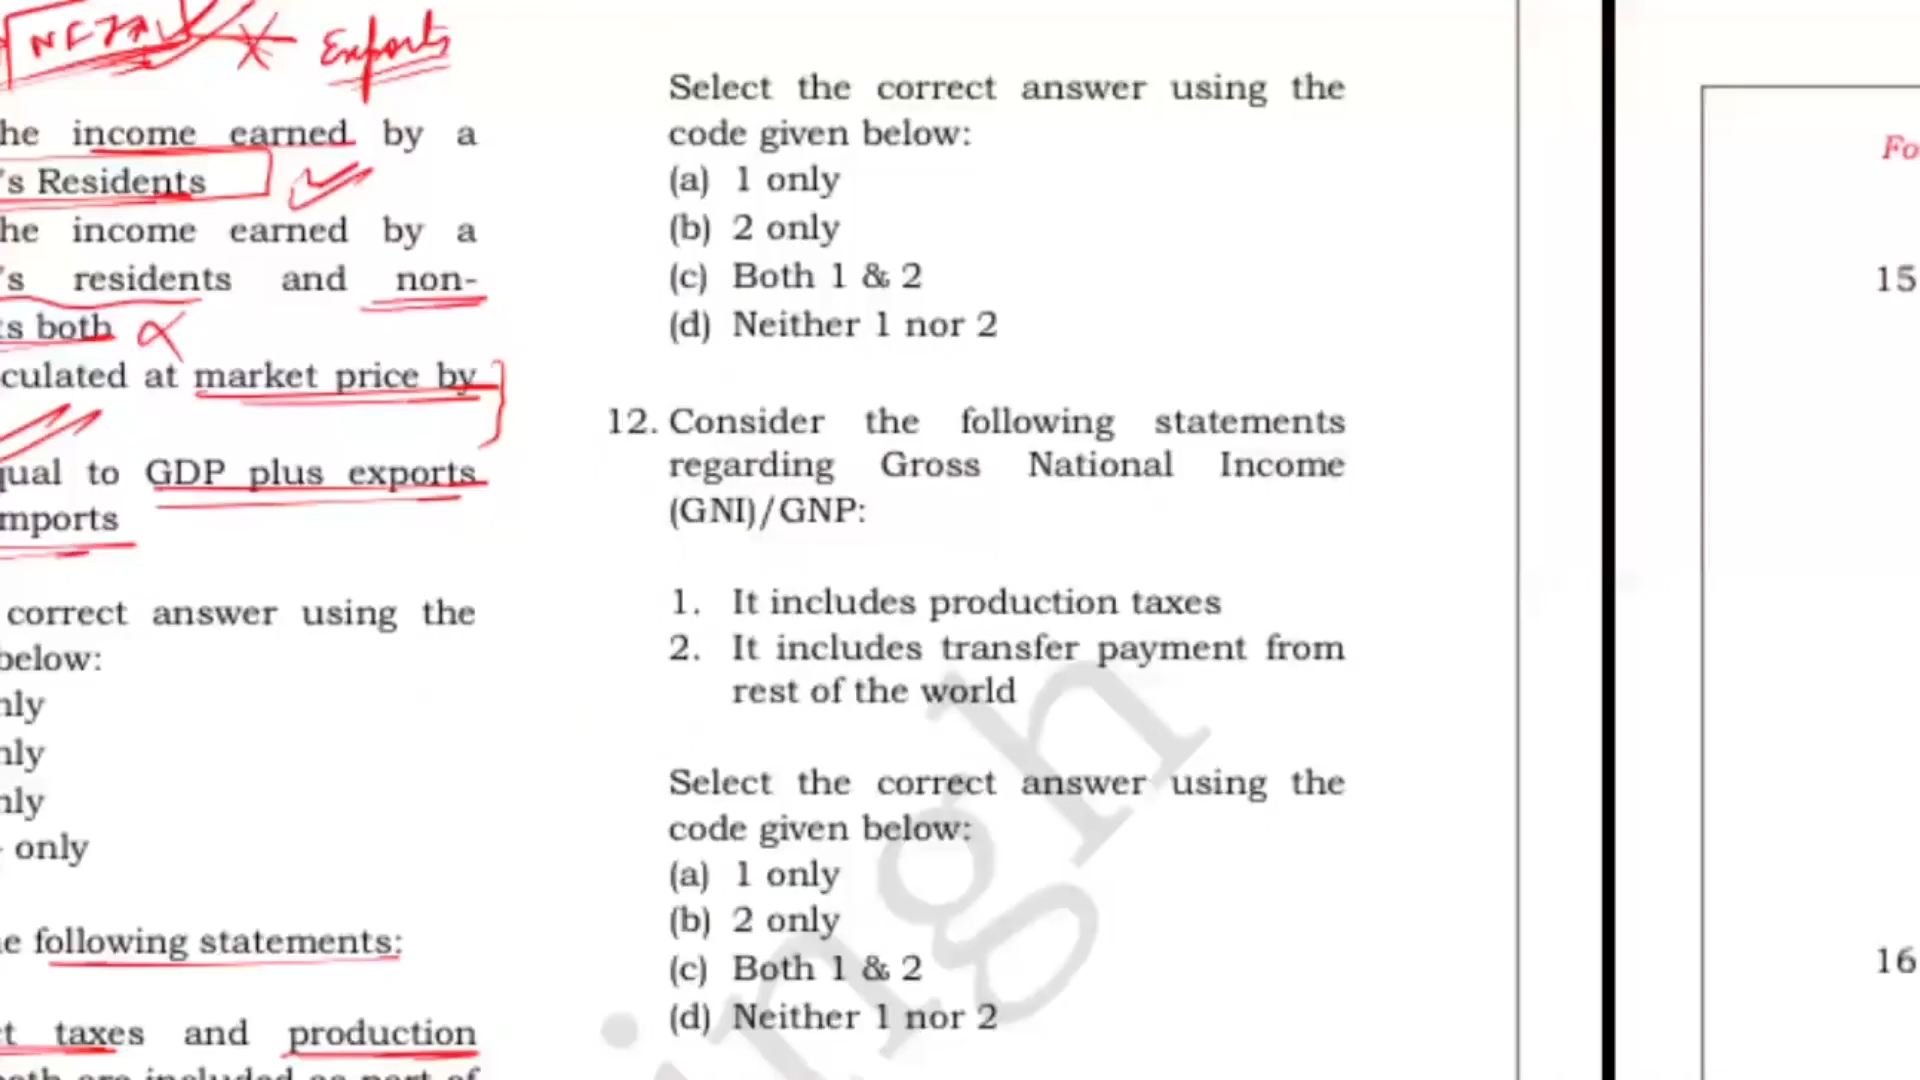 Exports
he income earned by a
's Residents
he income earned by a
's residents and non-
s both
culated at market price by
qual to GDP plus exports
mports
correct answer using the
below:
nly
nly
nly
only
e following statements:
t taxes and production
Select the correct answer using the
code given below:
(a) 1 only
(b) 2 only
(c) Both 1 & 2
(d) Neither 1 nor 2
12. Consider the following statements
regarding Gross National Income
(GNI)/GNP:
1. It includes production taxes
2. It includes transfer payment from
rest of the world
Select the correct answer using the
code given below:
(a) 1 only
(b) 2 only
(c) Both 1 & 2
(d) Neither 1 nor 2
Fo
15
16
ingh